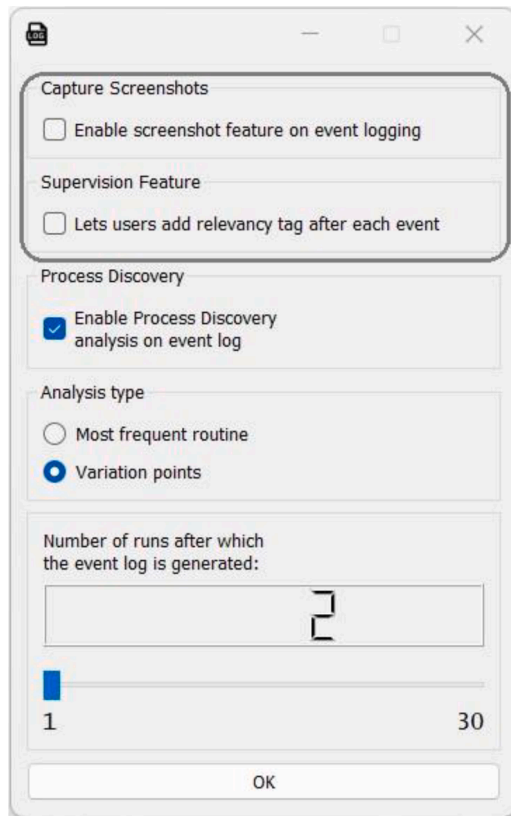 LOG
Capture Screenshots
Enable screenshot feature on event logging
Supervision Feature
Lets users add relevancy tag after each event
Process Discovery
Enable Process Discovery
analysis on event log
Analysis type
Most frequent routine
Variation points
Number of runs after which
the event log is generated:
2
1 30
OK